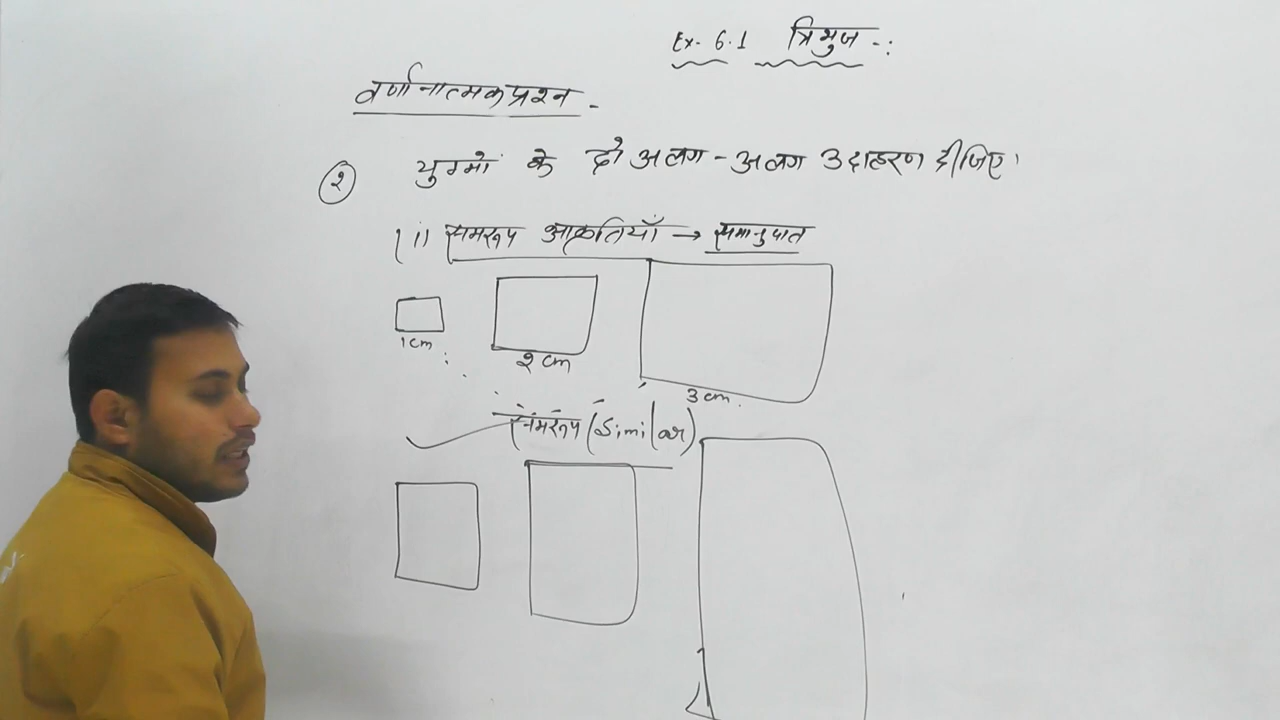 Ex- 6.1 त्रिभुज -:
वर्णानात्मक प्रश्न -
२ युग्मों के दो अलग-अलग उदाहरण दीजिए।
(i) समरूप आकृतियाँ → समानुपात
1cm 2 cm 3 cm.
समरूप (Similar)